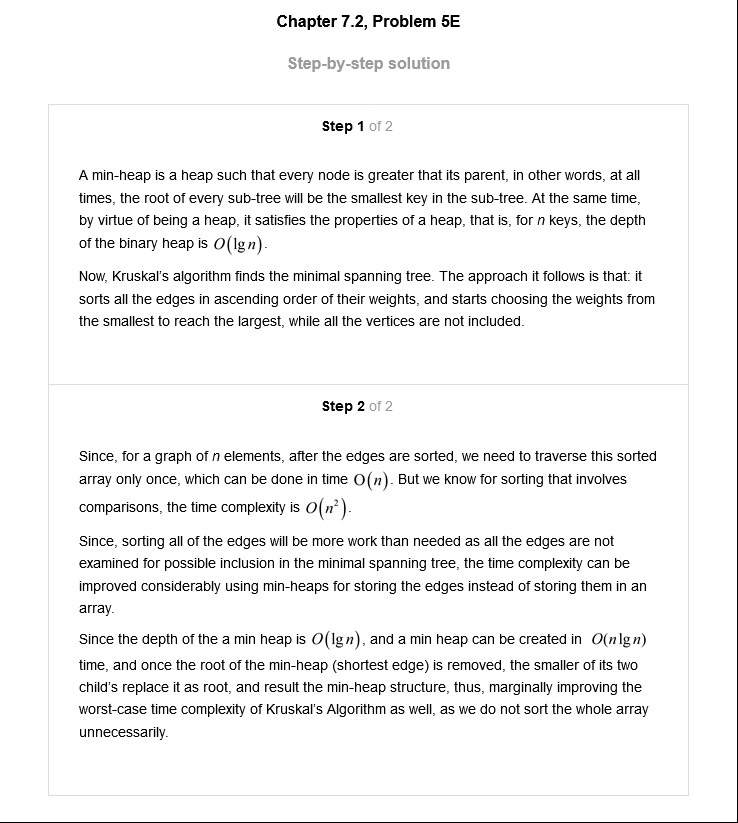 Chapter 7.2, Problem 5E
Step-by-step solution
Step 1 of 2
A min-heap is a heap such that every node is greater that its parent, in other words, at all
times, the root of every sub-tree will be the smallest key in the sub-tree. At the same time,
by virtue of being a heap, it satisfies the properties of a heap, that is, for n keys, the depth
of the binary heap is O(lg n).
Now, Kruskal's algorithm finds the minimal spanning tree. The approach it follows is that: it
sorts all the edges in ascending order of their weights, and starts choosing the weights from
the smallest to reach the largest, while all the vertices are not included.
Step 2 of 2
Since, for a graph of n elements, after the edges are sorted, we need to traverse this sorted
array only once, which can be done in time O(n). But we know for sorting that involves
comparisons, the time complexity is O(n²).
Since, sorting all of the edges will be more work than needed as all the edges are not
examined for possible inclusion in the minimal spanning tree, the time complexity can be
improved considerably using min-heaps for storing the edges instead of storing them in an
array.
Since the depth of the a min heap is O(lg n), and a min heap can be created in O(n lg n)
time, and once the root of the min-heap (shortest edge) is removed, the smaller of its two
child's replace it as root, and result the min-heap structure, thus, marginally improving the
worst-case time complexity of Kruskal's Algorithm as well, as we do not sort the whole array
unnecessarily.